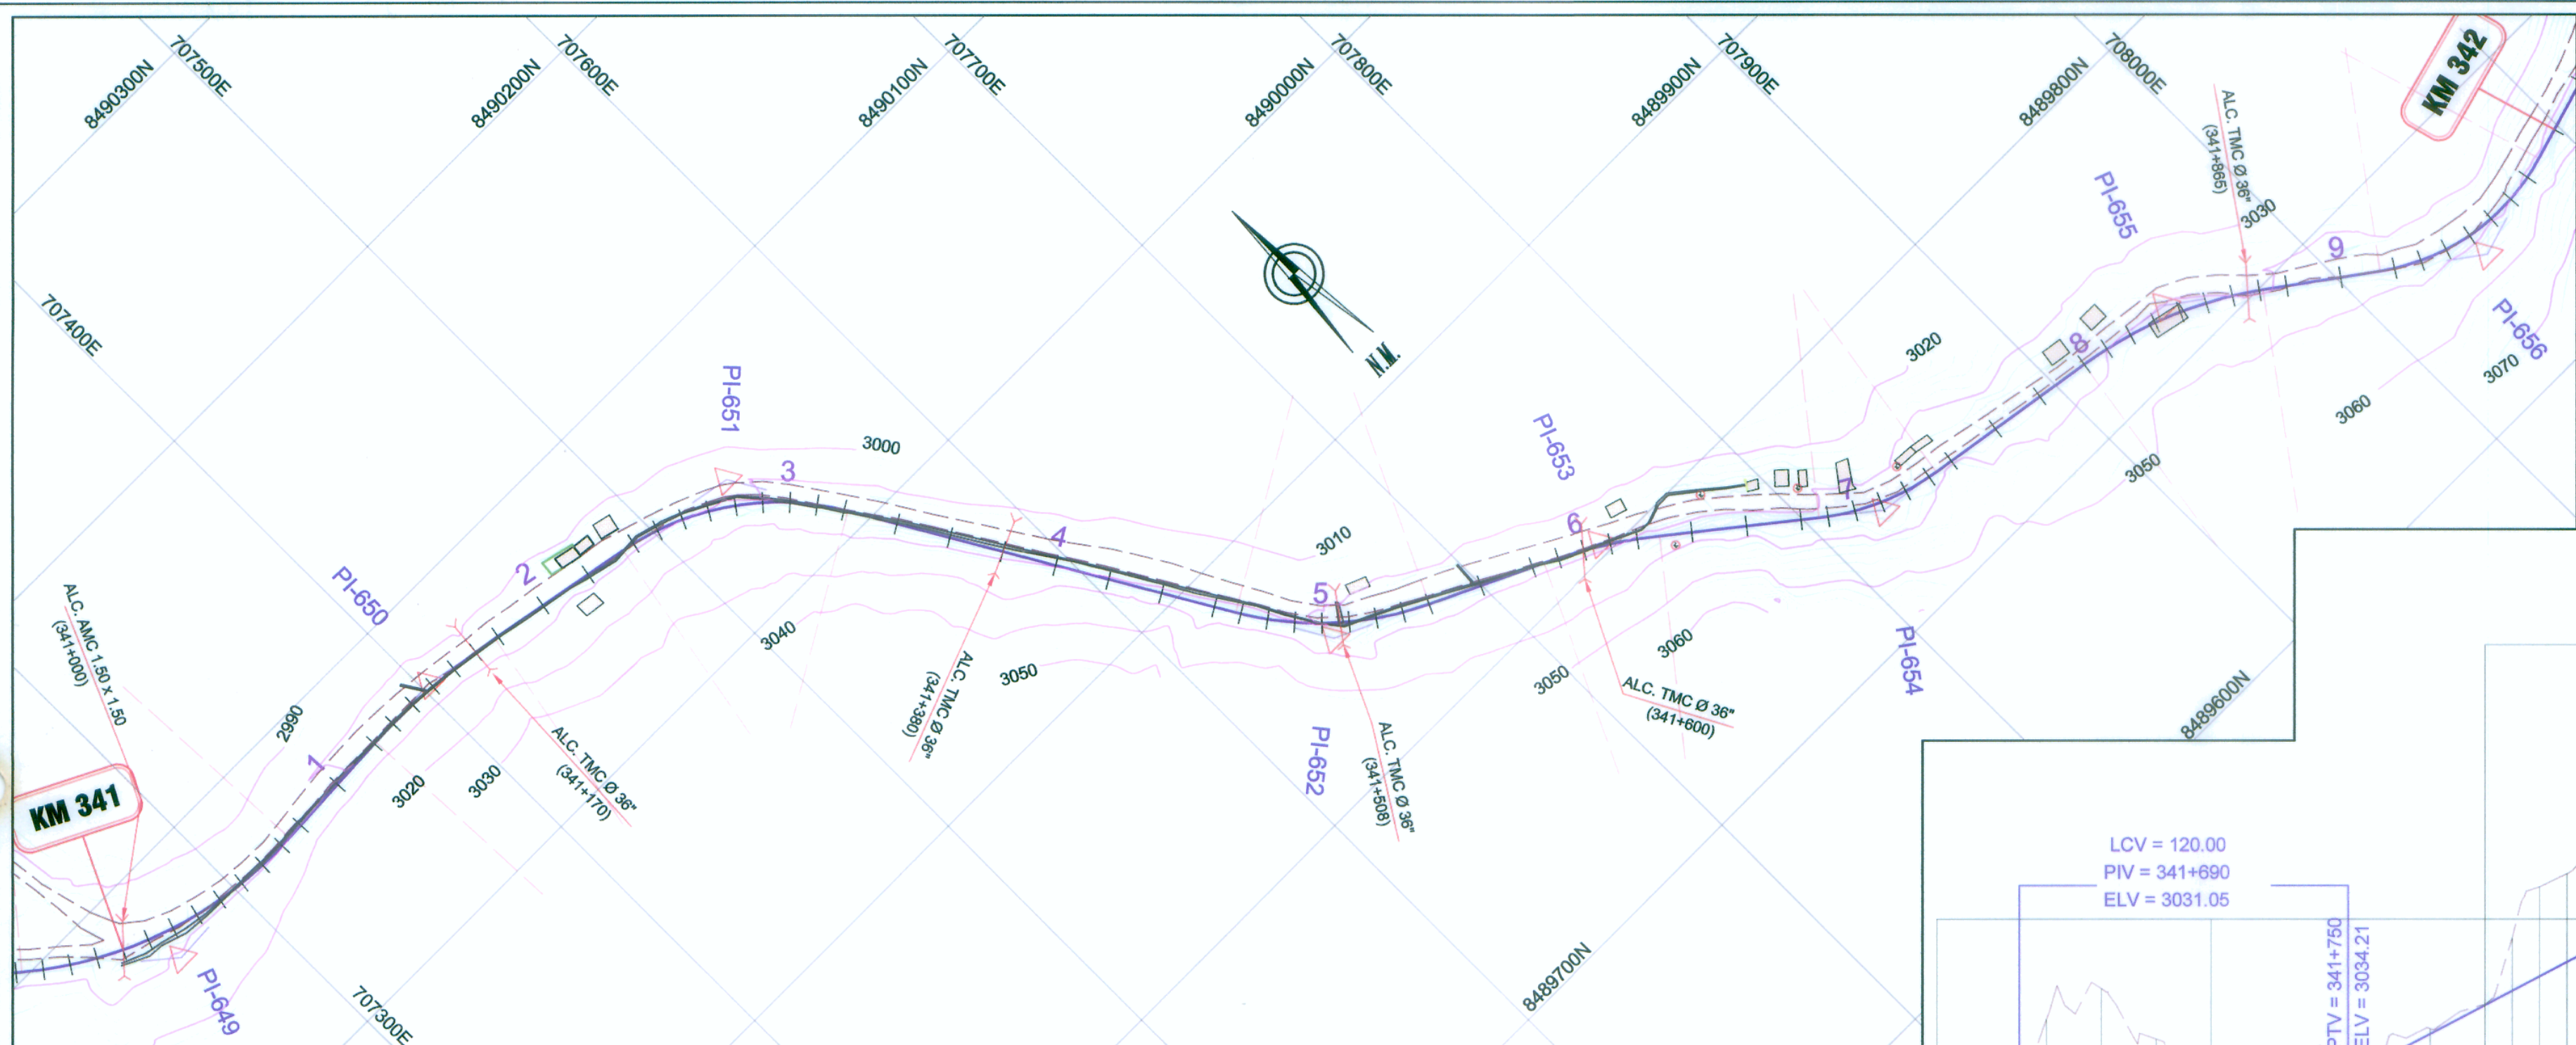 8490300N
707500E
8490200N
707600E
8490100N
707700E
8490000N
707800E
8489900N
707900E
8489800N
708000E
KM 342
ALC. TMC Ø 36"
(341+865)
PI-655
3030
9
707400E
N.M.
PI-656
3070
3060
3020
8
PI-651
3
3000
PI-653
3050
7
6
3010
4
5
2
PI-650
ALC. AMC 1.50 x 1.50
(341+000)
3040
3050
ALC. TMC Ø 36"
(341+380)
3060
3050
PI-654
ALC. TMC Ø 36"
(341+600)
8489600N
2990
1
3020
3030
ALC. TMC Ø 36"
(341+170)
PI-652
ALC. TMC Ø 36"
(341+508)
KM 341
PI-649
707300E
8489700N
LCV = 120.00
PIV = 341+690
ELV = 3031.05
PTV = 341+750
ELV = 3034.21